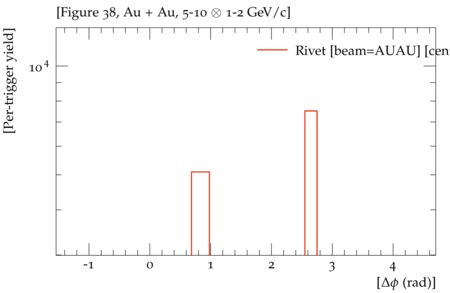 [Figure 38, Au + Au, 5-10 ⊗ 1-2 GeV/c]
Rivet [beam=AUAU] [cen
10⁴
[Per-trigger yield]
-1 0 1 2 3 4
[Δϕ (rad)]